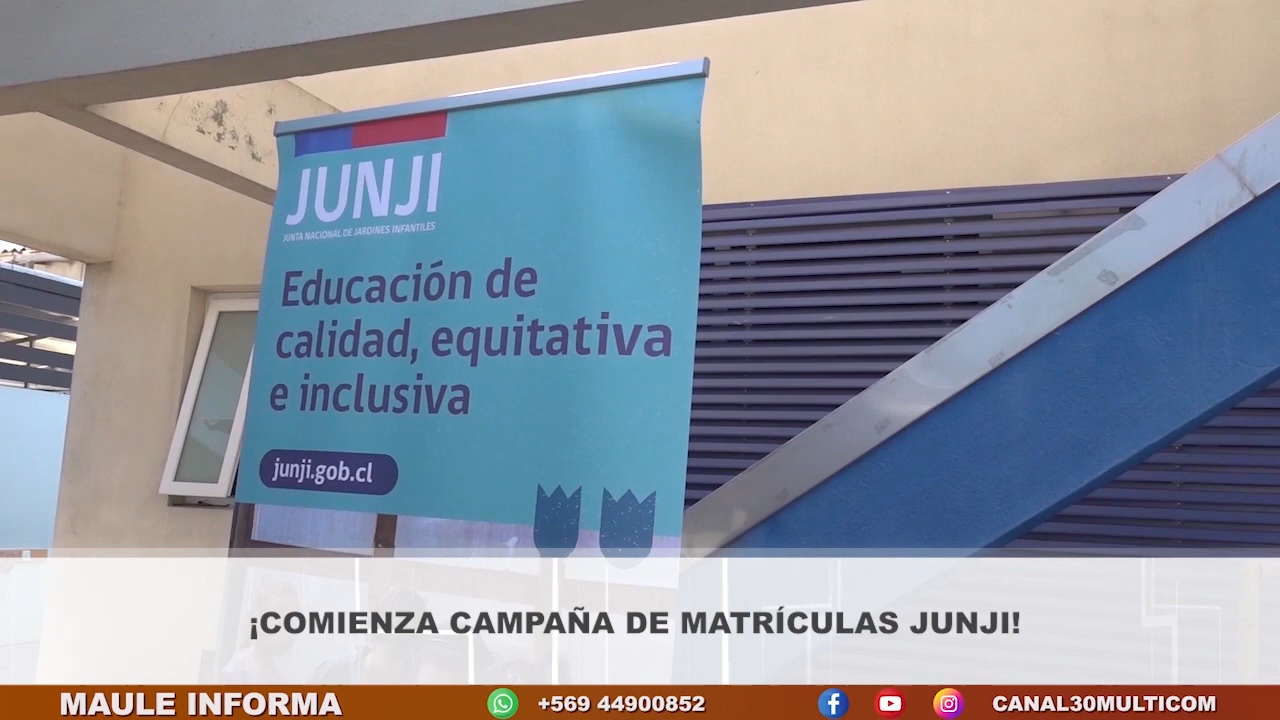 JUNJI
JUNTA NACIONAL DE JARDINES INFANTILES
Educación de
calidad, equitativa
e inclusiva
junji.gob.cl
¡COMIENZA CAMPAÑA DE MATRÍCULAS JUNJI!
MAULE INFORMA +569 44900852 CANAL30MULTICOM